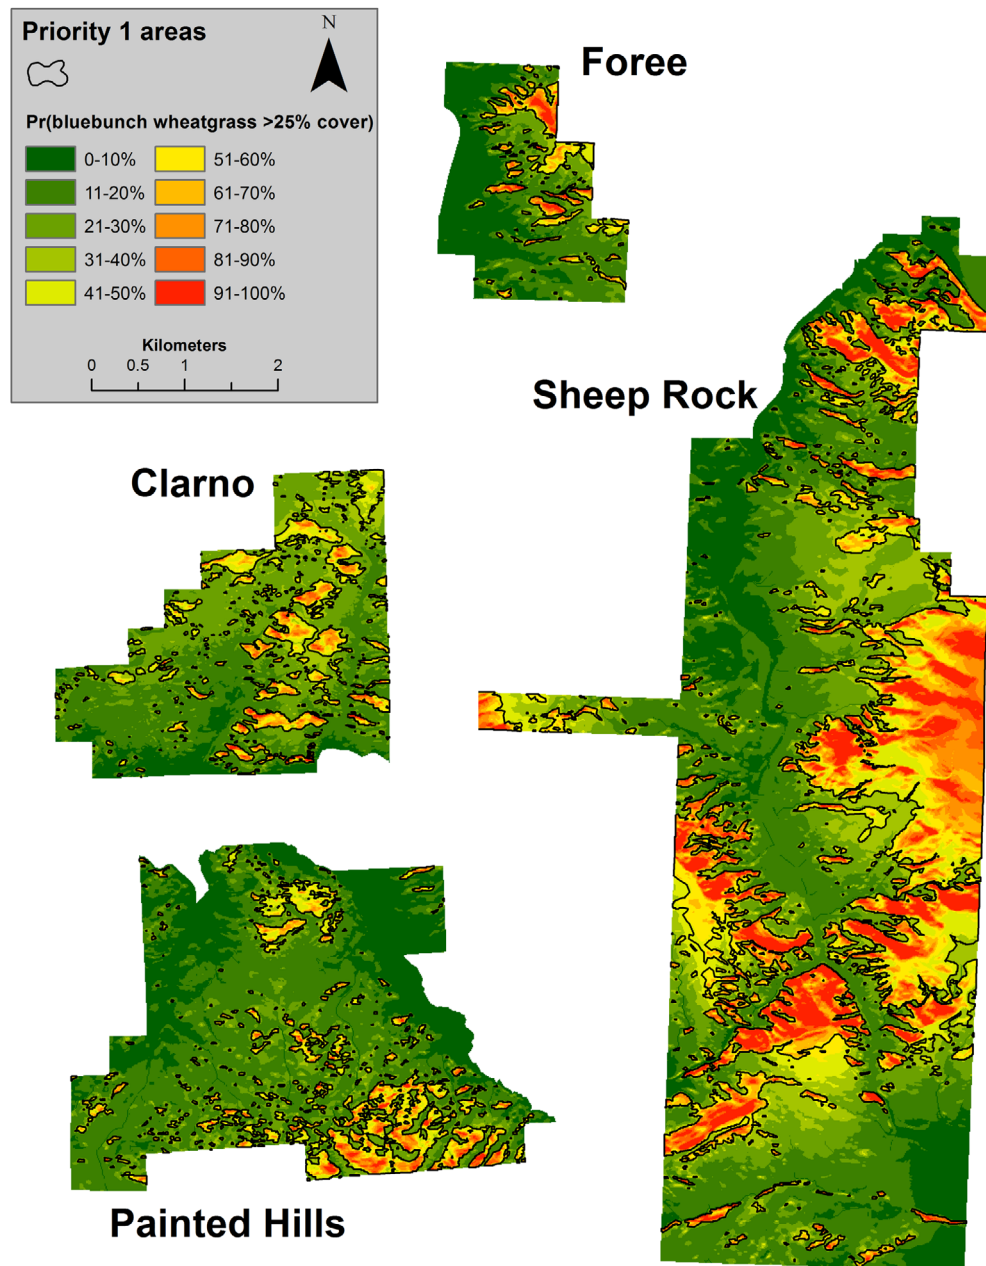 Priority 1 areas
N
Pr(bluebunch wheatgrass >25% cover)
0-10%
11-20%
21-30%
31-40%
41-50%
51-60%
61-70%
71-80%
81-90%
91-100%
Kilometers
0 0.5 1 2
Foree
Sheep Rock
Clarno
Painted Hills